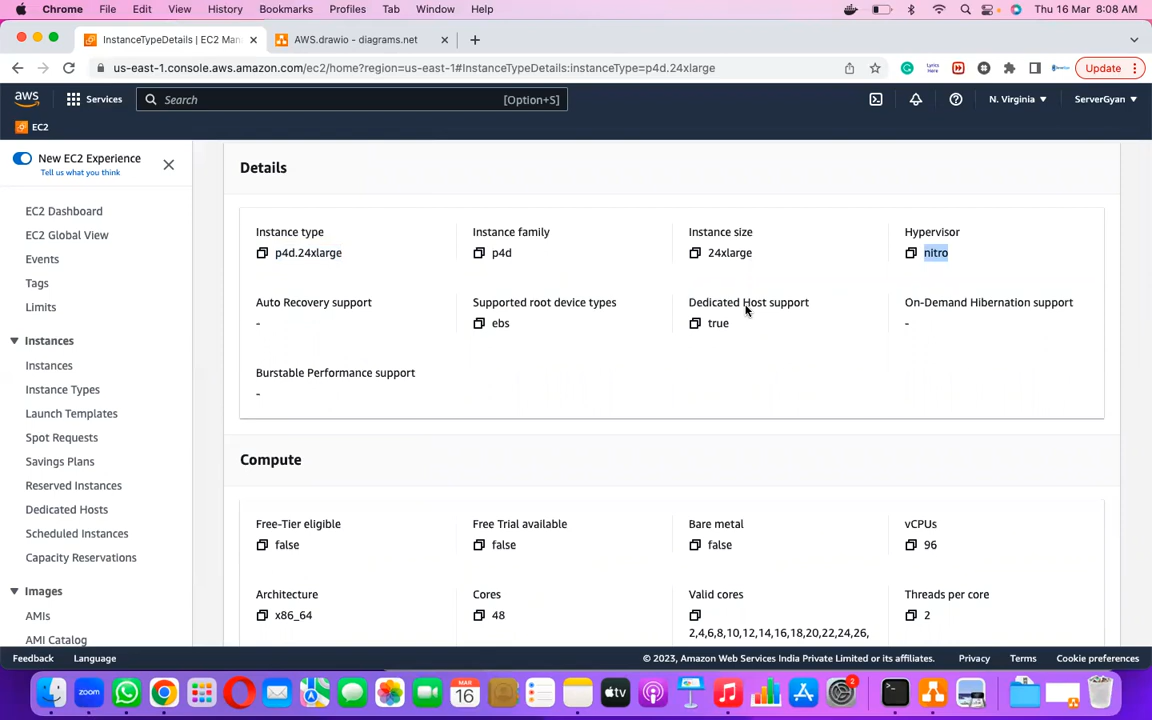 Chrome File Edit View History Bookmarks Profiles Tab Window Help Thu 16 Mar 8:08 AM
InstanceTypeDetails | EC2 Man AWS.drawio - diagrams.net
us-east-1.console.aws.amazon.com/ec2/home?region=us-east-1#InstanceTypeDetails:instanceType=p4d.24xlarge Update
aws Services Search [Option+S] N. Virginia ServerGyan
EC2
New EC2 Experience
Tell us what you think
EC2 Dashboard
EC2 Global View
Events
Tags
Limits
Instances
Instances
Instance Types
Launch Templates
Spot Requests
Savings Plans
Reserved Instances
Dedicated Hosts
Scheduled Instances
Capacity Reservations
Images
AMIs
AMI Catalog
Details
Instance type Instance family Instance size Hypervisor
p4d.24xlarge p4d 24xlarge nitro
Auto Recovery support Supported root device types Dedicated Host support On-Demand Hibernation support
- ebs true -
Burstable Performance support
-
Compute
Free-Tier eligible Free Trial available Bare metal vCPUs
false false false 96
Architecture Cores Valid cores Threads per core
x86_64 48 2
2,4,6,8,10,12,14,16,18,20,22,24,26,
Feedback Language © 2023, Amazon Web Services India Private Limited or its affiliates. Privacy Terms Cookie preferences
zoom MAR 16 tv 2